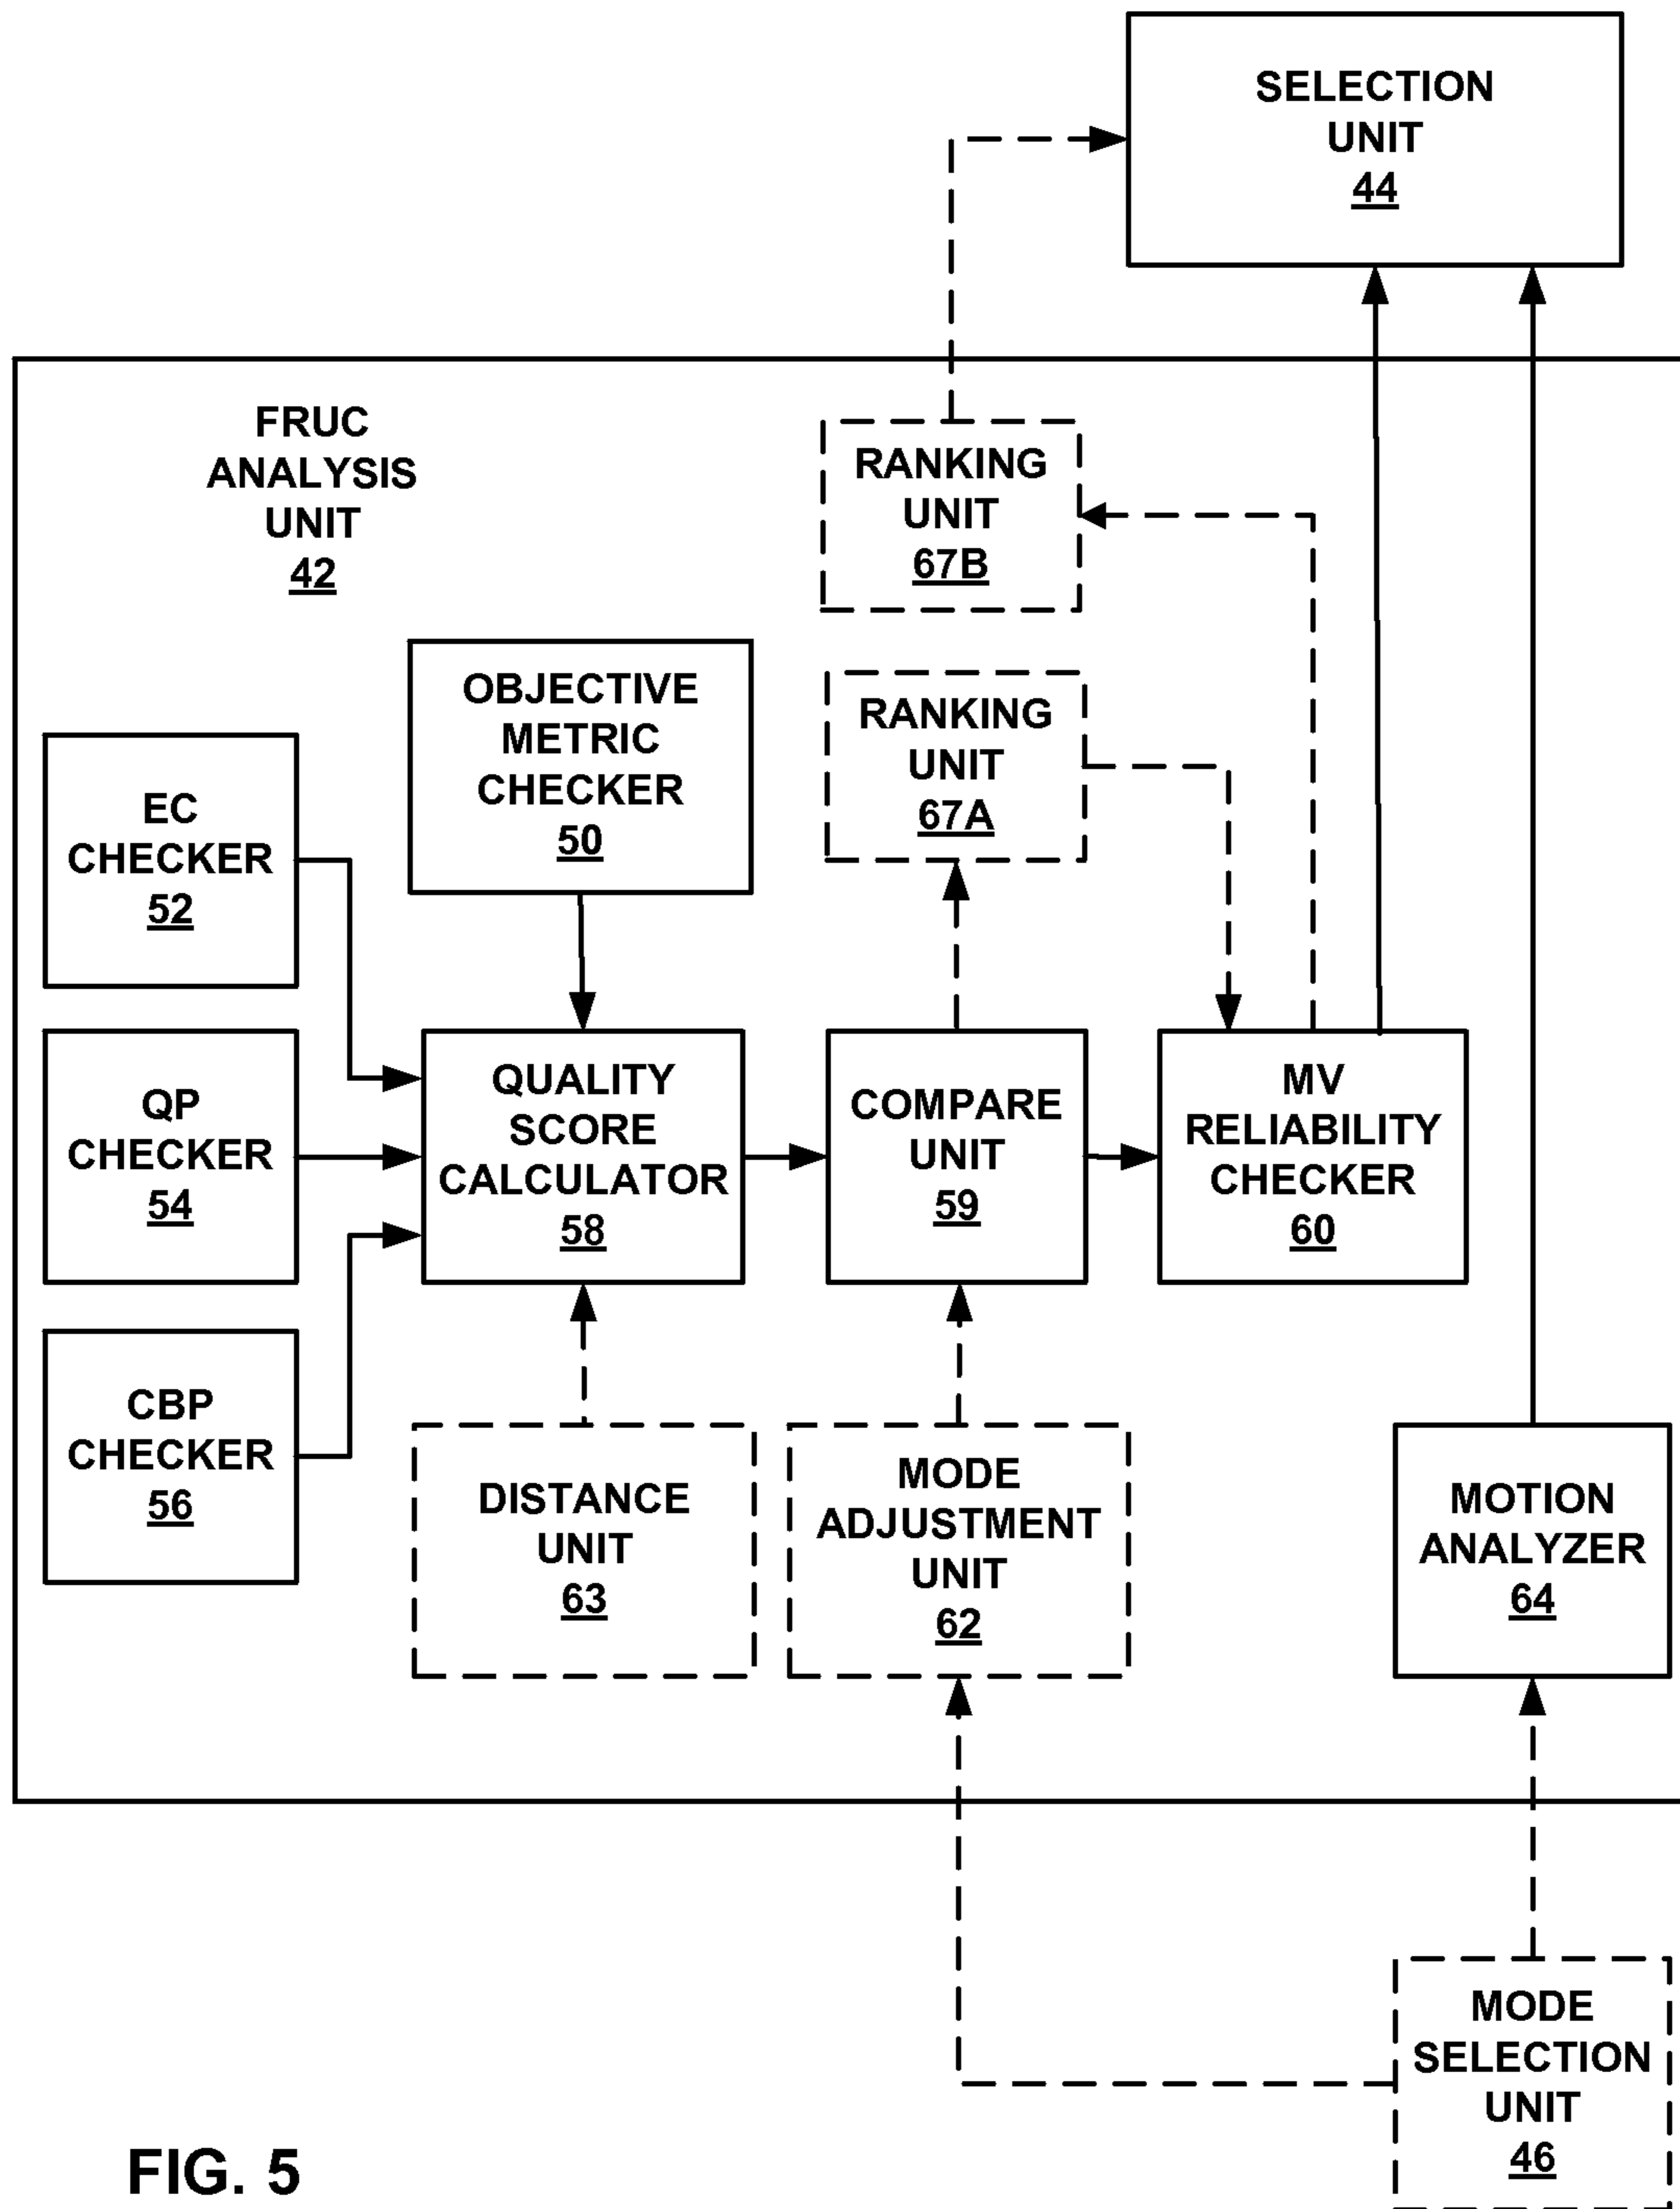 SELECTION
UNIT
44
FRUC
ANALYSIS
UNIT
42
RANKING
UNIT
67B
OBJECTIVE
METRIC
CHECKER
50
RANKING
UNIT
67A
EC
CHECKER
52
QP
CHECKER
54
QUALITY
SCORE
CALCULATOR
58
COMPARE
UNIT
59
MV
RELIABILITY
CHECKER
60
CBP
CHECKER
56
DISTANCE
UNIT
63
MODE
ADJUSTMENT
UNIT
62
MOTION
ANALYZER
64
MODE
SELECTION
UNIT
46
FIG. 5